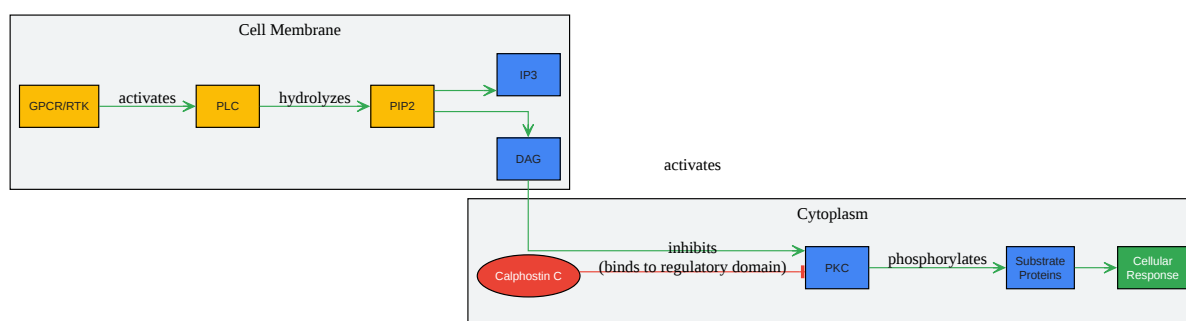 Cell Membrane
GPCR/RTK
activates
PLC
hydrolyzes
PIP2
IP3
DAG
activates
Cytoplasm
Calphostin C
inhibits
(binds to regulatory domain)
PKC
phosphorylates
Substrate
Proteins
Cellular
Response